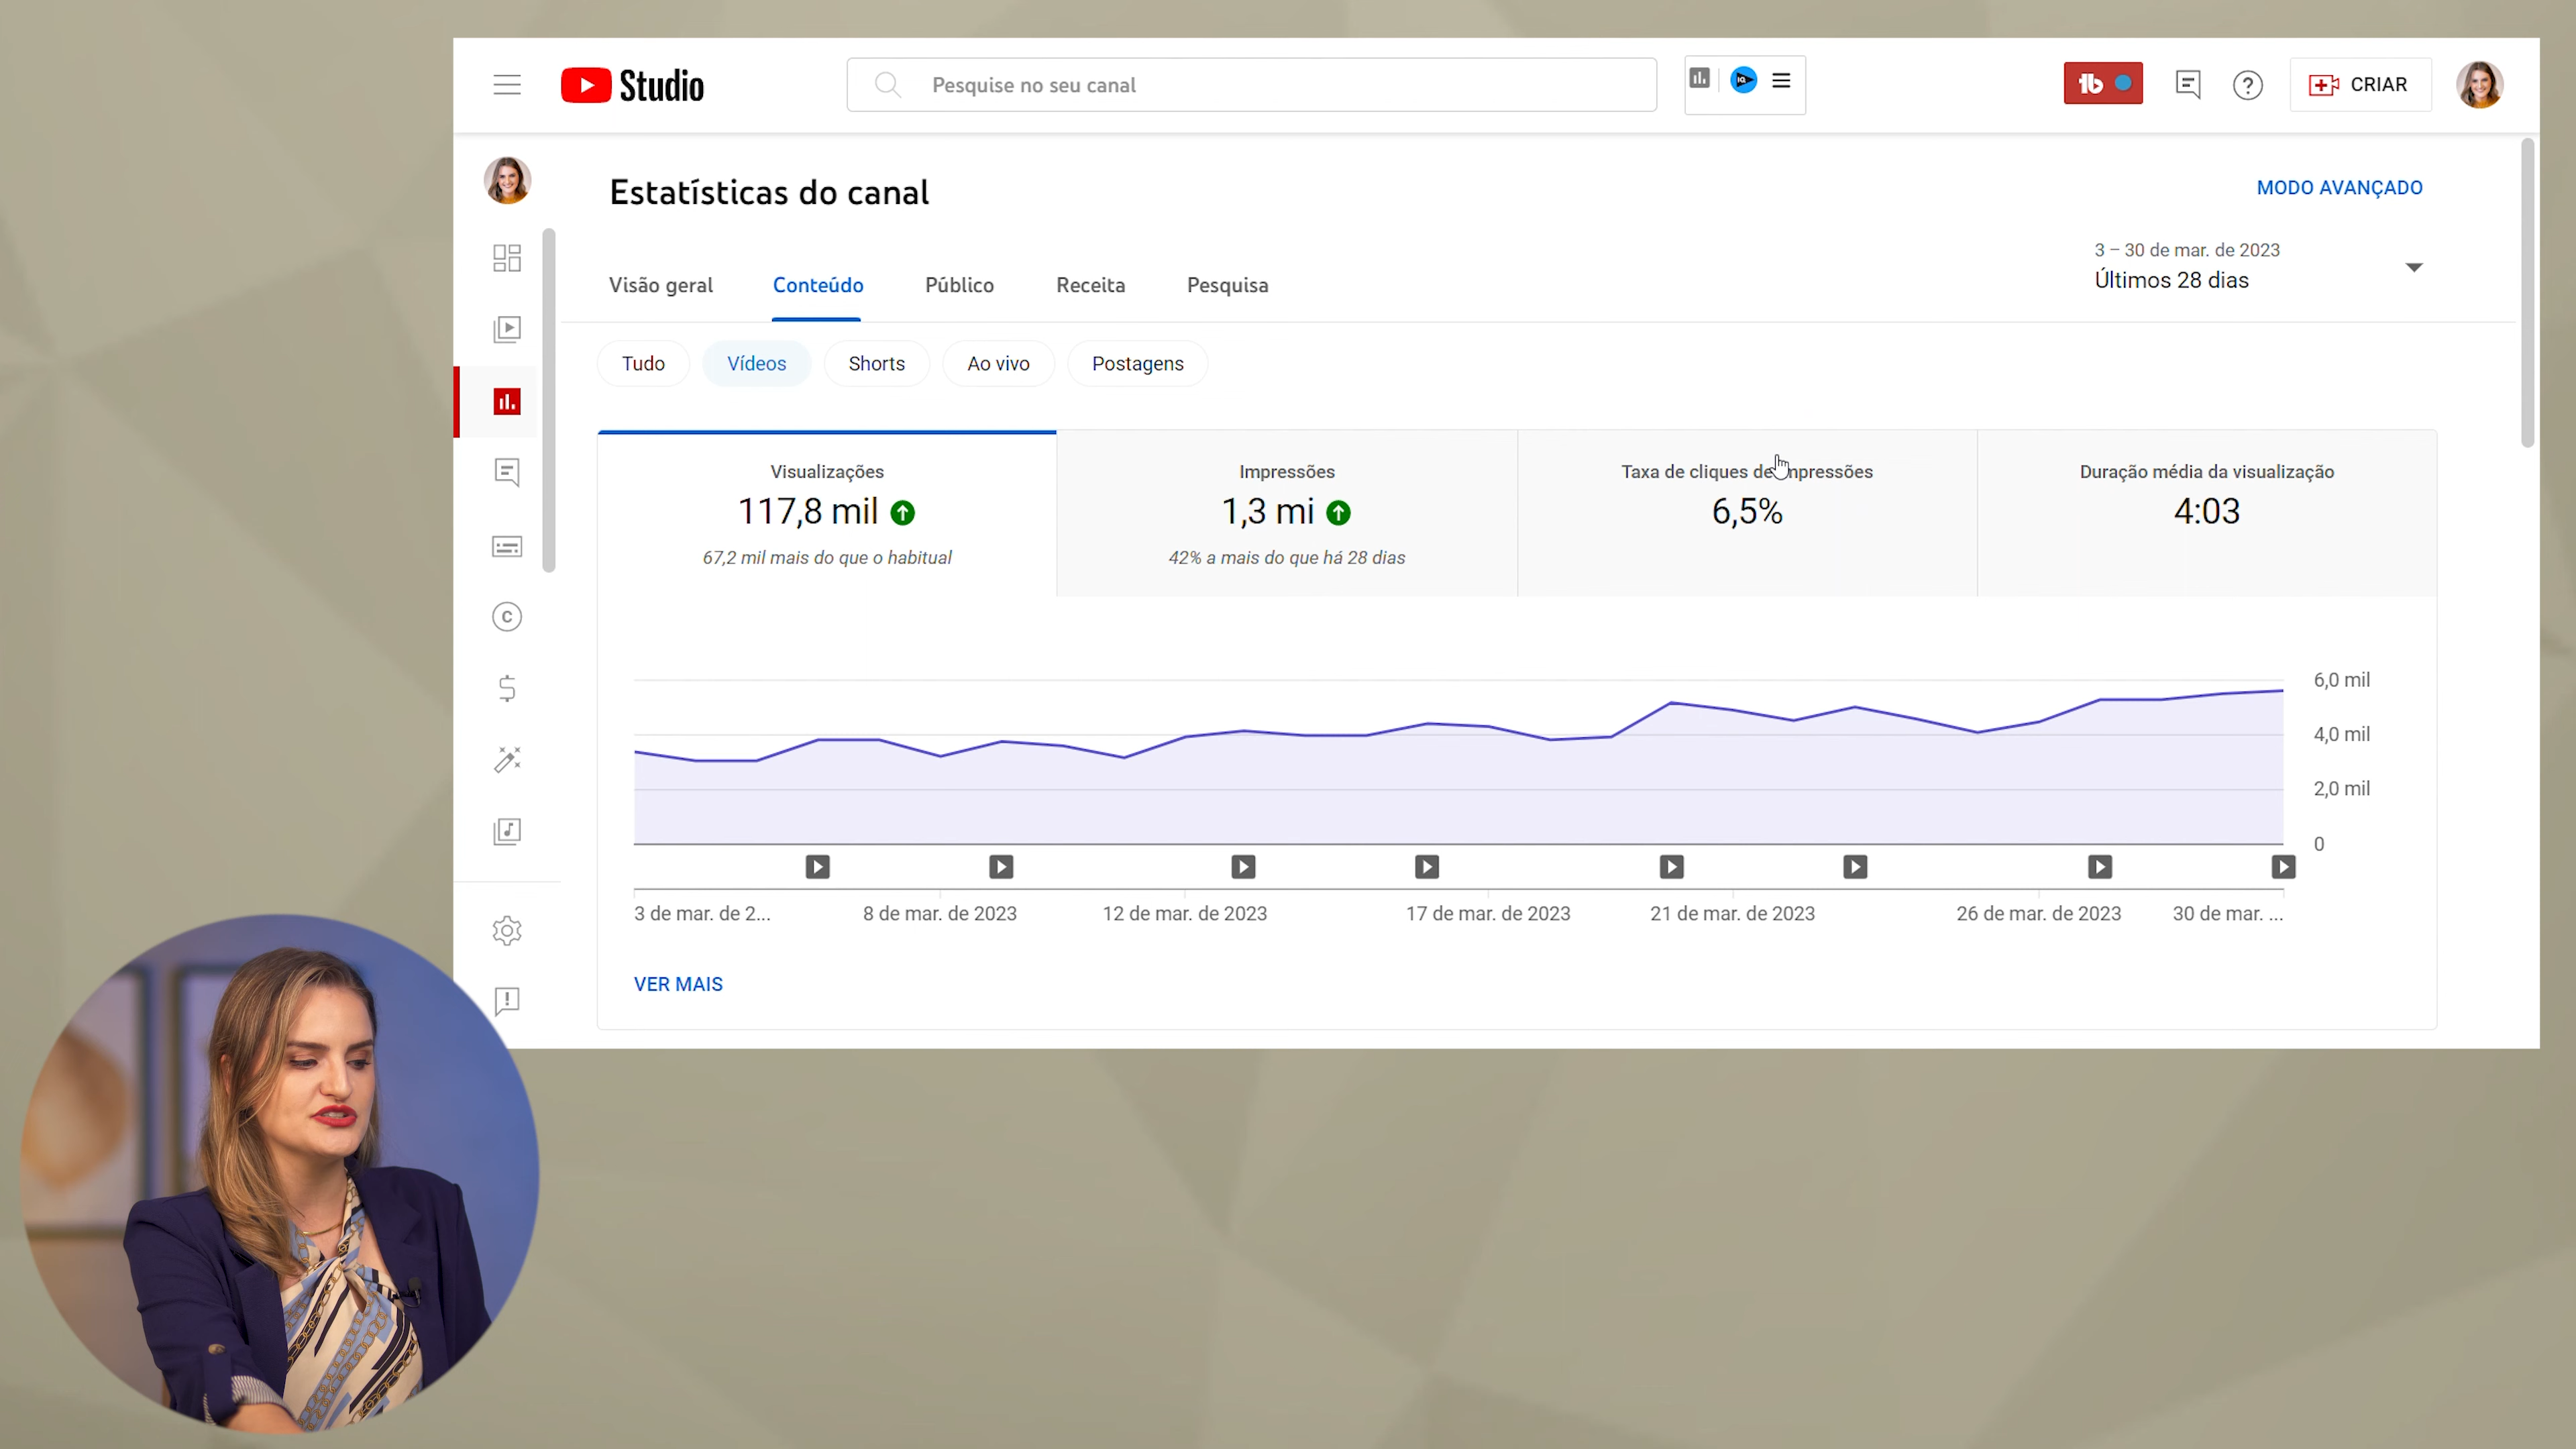 Studio
Pesquise no seu canal
CRIAR
Estatísticas do canal
MODO AVANÇADO
3 – 30 de mar. de 2023
Últimos 28 dias
Visão geral
Conteúdo
Público
Receita
Pesquisa
Tudo
Vídeos
Shorts
Ao vivo
Postagens
Visualizações
117,8 mil
67,2 mil mais do que o habitual
Impressões
1,3 mi
42% a mais do que há 28 dias
Taxa de cliques de impressões
6,5%
Duração média da visualização
4:03
6,0 mil
4,0 mil
2,0 mil
0
3 de mar. de 2...
8 de mar. de 2023
12 de mar. de 2023
17 de mar. de 2023
21 de mar. de 2023
26 de mar. de 2023
30 de mar. ...
VER MAIS